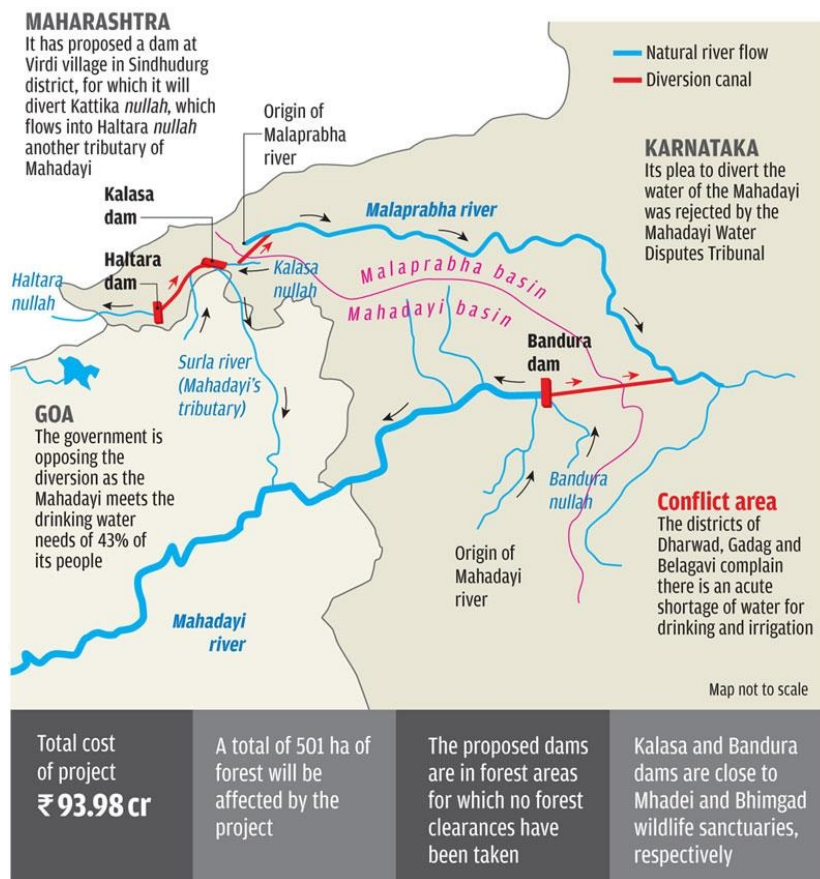 MAHARASHTRA
It has proposed a dam at
Virdi village in Sindhudurg
district, for which it will
divert Kattika nullah, which
flows into Haltara nullah
another tributary of
Mahadayi
Natural river flow
Diversion canal
Origin of
Malaprabha
river
KARNATAKA
Its plea to divert the
water of the Mahadayi
was rejected by the
Mahadayi Water
Disputes Tribunal
Kalasa
dam
Malaprabha river
Haltara
dam
Haltara
nullah
Kalasa
nullah
Malaprabha basin
Mahadayi basin
Bandura
dam
Surla river
(Mahadayi's
tributary)
GOA
The government is
opposing the
diversion as the
Mahadayi meets the
drinking water
needs of 43% of
its people
Bandura
nullah
Origin of
Mahadayi
river
Conflict area
The districts of
Dharwad, Gadag and
Belagavi complain
there is an acute
shortage of water for
drinking and irrigation
Mahadayi
river
Map not to scale
Total cost
of project
₹ 93.98 cr
A total of 501 ha of
forest will be
affected by the
project
The proposed dams
are in forest areas
for which no forest
clearances have
been taken
Kalasa and Bandura
dams are close to
Mhadei and Bhimgad
wildlife sanctuaries,
respectively